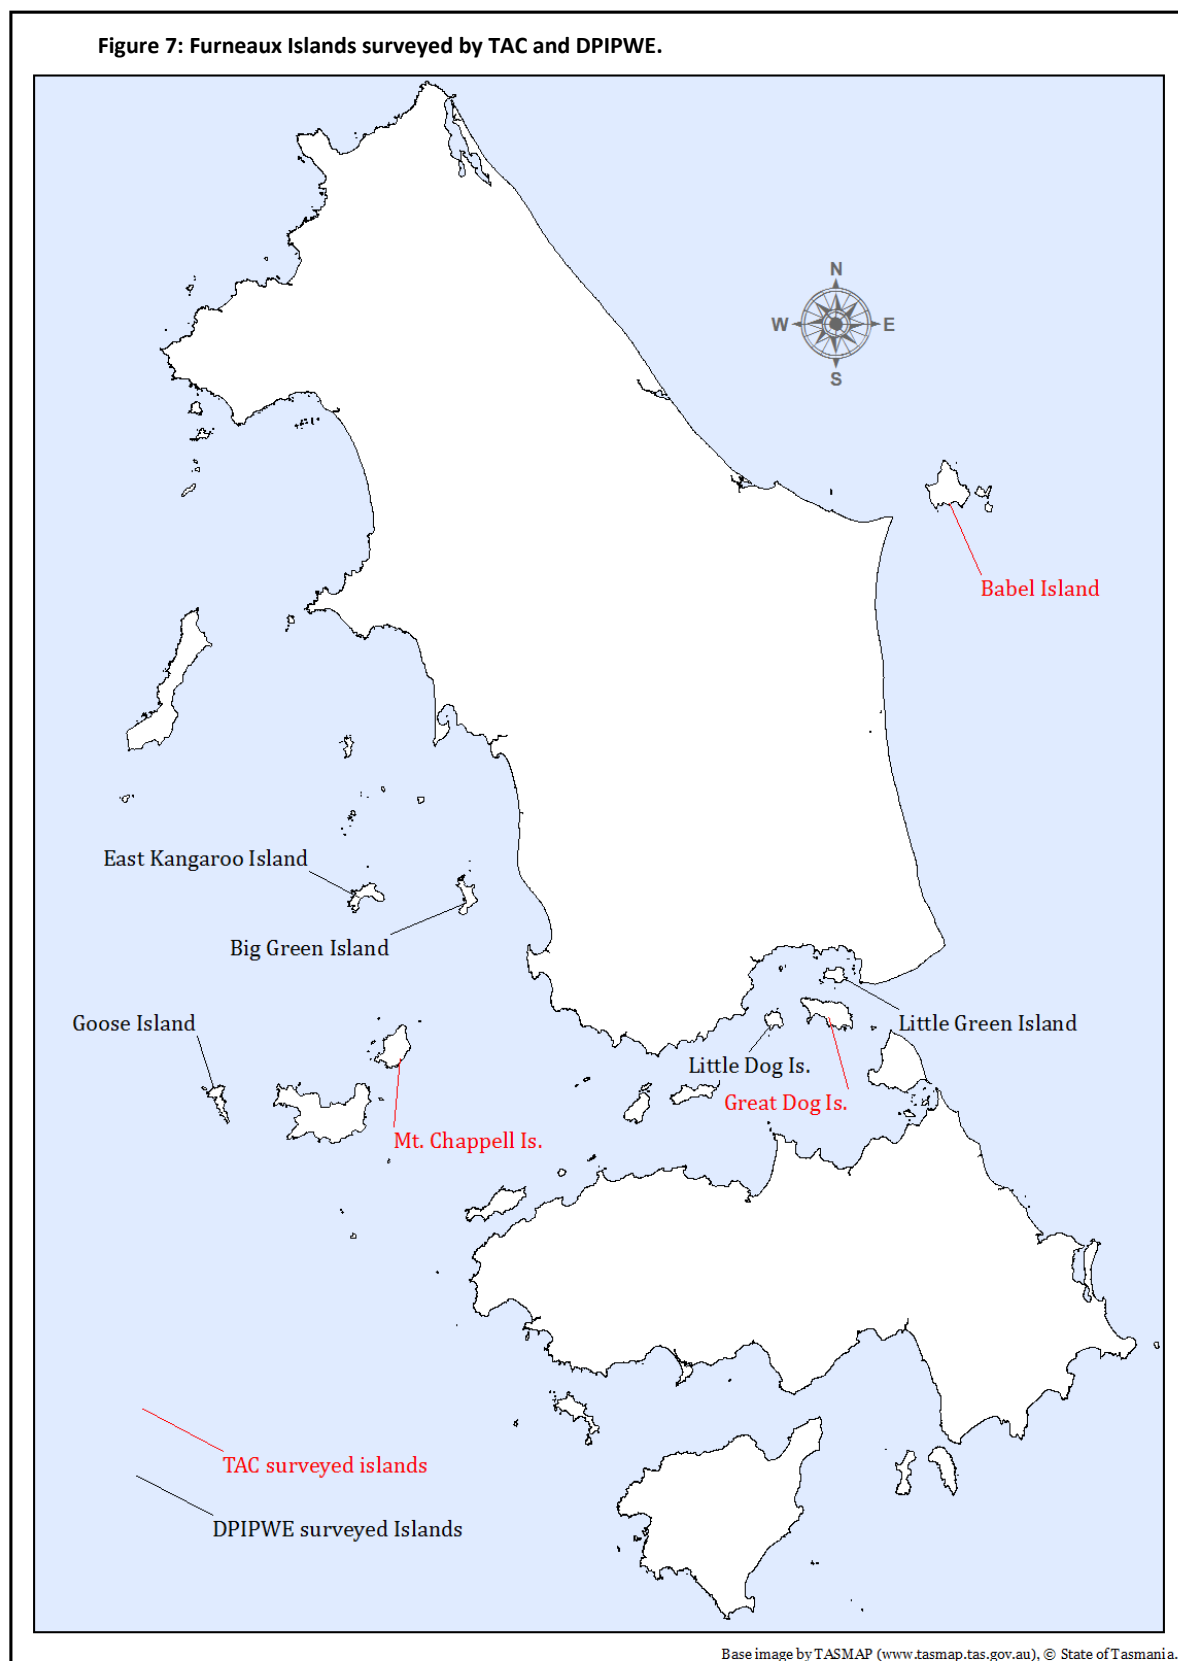 Figure 7: Furneaux Islands surveyed by TAC and DPIPWE.
N
W E
S
Babel Island
East Kangaroo Island
Big Green Island
Goose Island
Little Green Island
Little Dog Is.
Great Dog Is.
Mt. Chappell Is.
TAC surveyed islands
DPIPWE surveyed Islands
Base image by TASMAP (www.tasmap.tas.gov.au), © State of Tasmania.